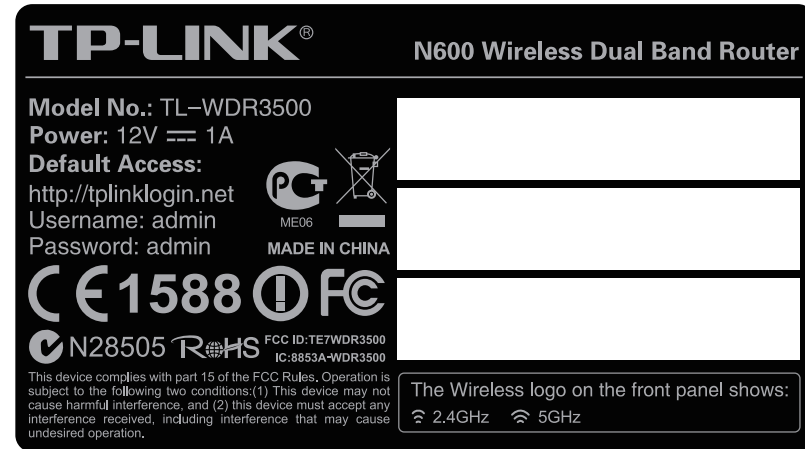 TP-LINK®
N600 Wireless Dual Band Router
Model No.: TL-WDR3500
Power: 12V ⎓ 1A
Default Access:
http://tplinklogin.net
Username: admin
Password: admin
PCT
ME06
MADE IN CHINA
CE1588 FC
N28505 RoHS
FCC ID:TE7WDR3500
IC:8853A-WDR3500
This device complies with part 15 of the FCC Rules. Operation is
subject to the following two conditions:(1) This device may not
cause harmful interference, and (2) this device must accept any
interference received, including interference that may cause
undesired operation.
The Wireless logo on the front panel shows:
2.4GHz 5GHz